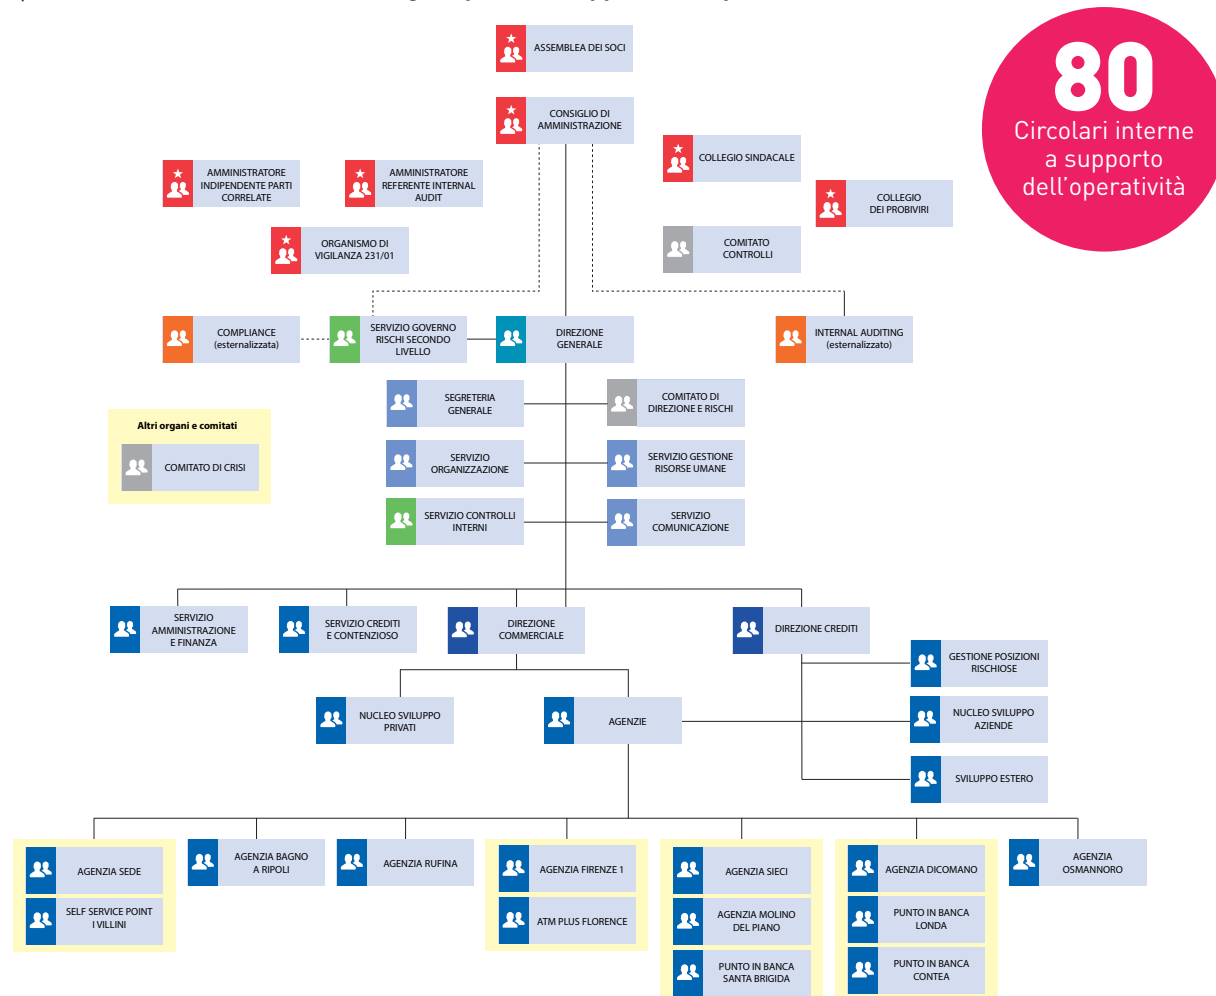 ASSEMBLEA DEI SOCI
80
Circolari interne
a supporto
dell'operatività
CONSIGLIO DI
AMMINISTRAZIONE
COLLEGIO SINDACALE
AMMINISTRATORE
INDIPENDENTE PARTI
CORRELATE
AMMINISTRATORE
REFERENTE INTERNAL
AUDIT
COLLEGIO
DEI PROBIVIRI
ORGANISMO DI
VIGILANZA 231/01
COMITATO
CONTROLLI
COMPLIANCE
(esternalizzata)
SERVIZIO GOVERNO
RISCHI SECONDO
LIVELLO
DIREZIONE
GENERALE
INTERNAL AUDITING
(esternalizzato)
SEGRETERIA
GENERALE
COMITATO DI
DIREZIONE E RISCHI
Altri organi e comitati
COMITATO DI CRISI
SERVIZIO
ORGANIZZAZIONE
SERVIZIO GESTIONE
RISORSE UMANE
SERVIZIO CONTROLLI
INTERNI
SERVIZIO
COMUNICAZIONE
SERVIZIO
AMMINISTRAZIONE
E FINANZA
SERVIZIO CREDITI
E CONTENZIOSO
DIREZIONE
COMMERCIALE
DIREZIONE CREDITI
GESTIONE POSIZIONI
RISCHIOSE
NUCLEO SVILUPPO
PRIVATI
AGENZIE
NUCLEO SVILUPPO
AZIENDE
SVILUPPO ESTERO
AGENZIA SEDE
SELF SERVICE POINT
I VILLINI
AGENZIA BAGNO
A RIPOLI
AGENZIA RUFINA
AGENZIA FIRENZE 1
ATM PLUS FLORENCE
AGENZIA SIECI
AGENZIA MOLINO
DEL PIANO
PUNTO IN BANCA
SANTA BRIGIDA
AGENZIA DICOMANO
PUNTO IN BANCA
LONDA
PUNTO IN BANCA
CONTEA
AGENZIA
OSMANNORO